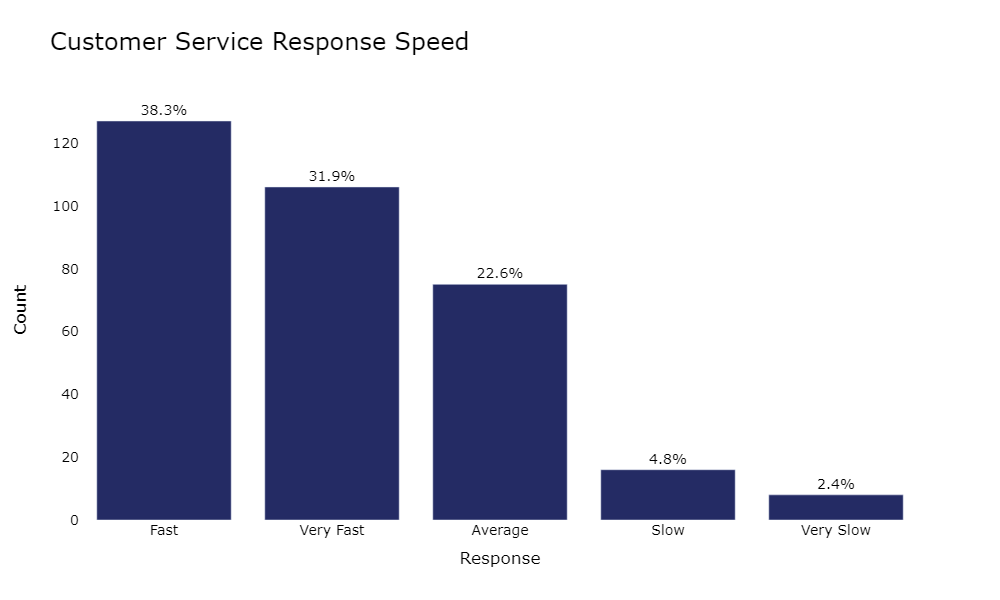 Customer Service Response Speed
38.3%
31.9%
22.6%
4.8%
2.4%
120
100
80
60
40
20
0
Count
Fast
Very Fast
Average
Slow
Very Slow
Response